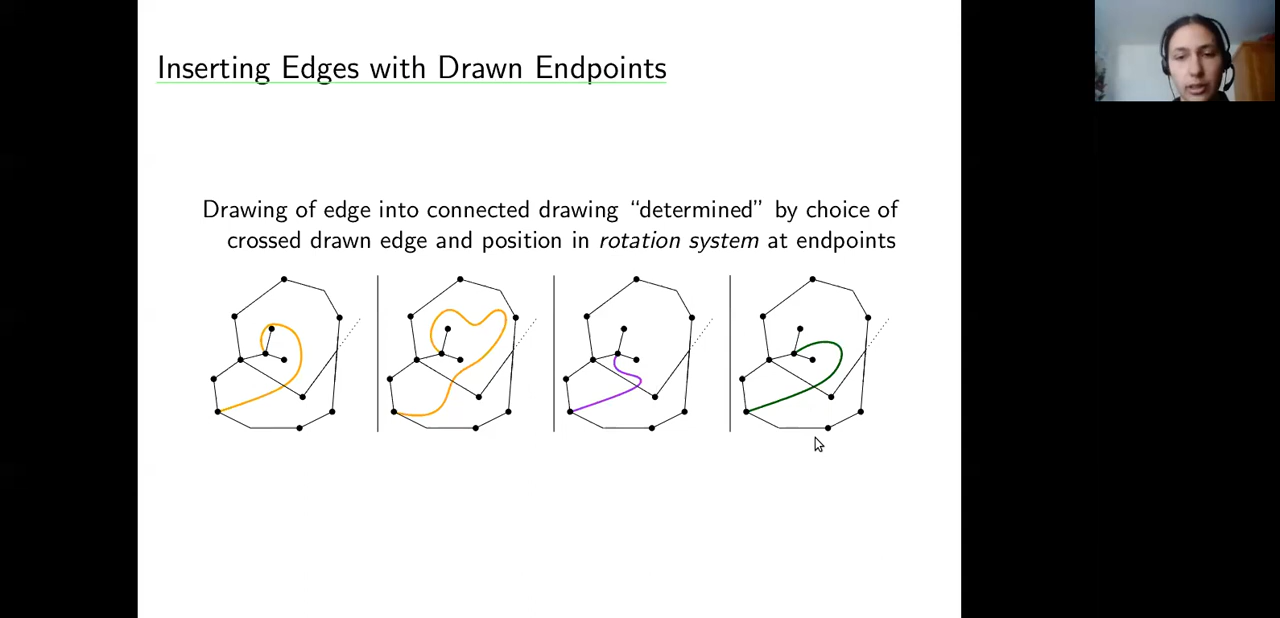 Inserting Edges with Drawn Endpoints
Drawing of edge into connected drawing “determined” by choice of
crossed drawn edge and position in rotation system at endpoints